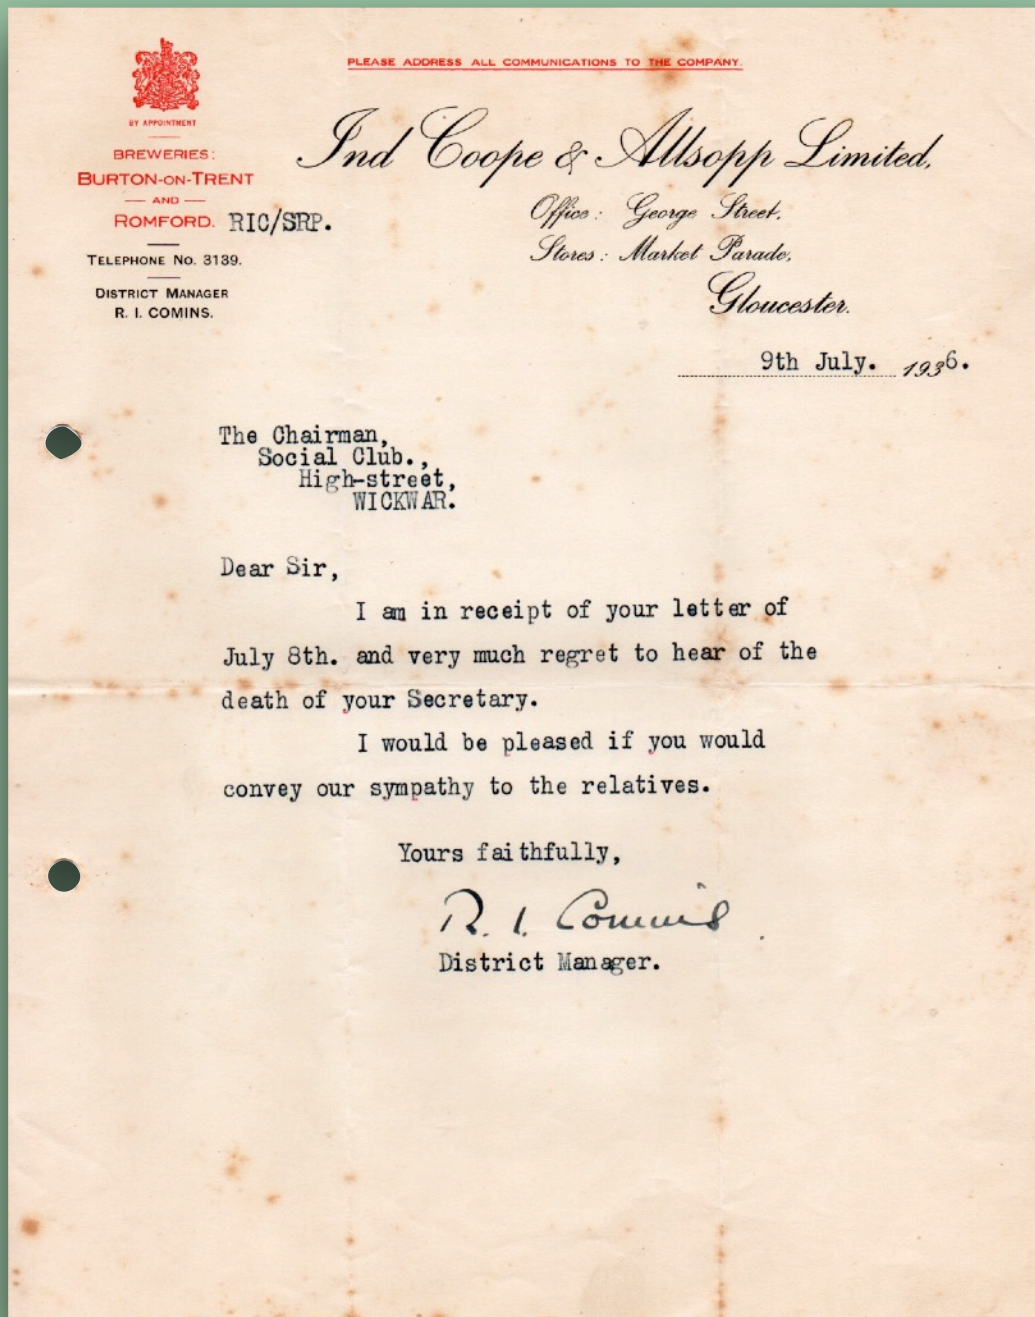 PLEASE ADDRESS ALL COMMUNICATIONS TO THE COMPANY.
BY APPOINTMENT
BREWERIES:
BURTON-ON-TRENT
AND
ROMFORD. RIC/SRP.
TELEPHONE No. 3139.
DISTRICT MANAGER
R. I. COMINS.
Ind Coope & Allsopp Limited,
Office: George Street.
Stores: Market Parade,
Gloucester.
9th July. 1936.
The Chairman,
Social Club.,
High-street,
WICKWAR.
Dear Sir,
I am in receipt of your letter of
July 8th. and very much regret to hear of the
death of your Secretary.
I would be pleased if you would
convey our sympathy to the relatives.
Yours faithfully,
R. I. Comins
District Manager.